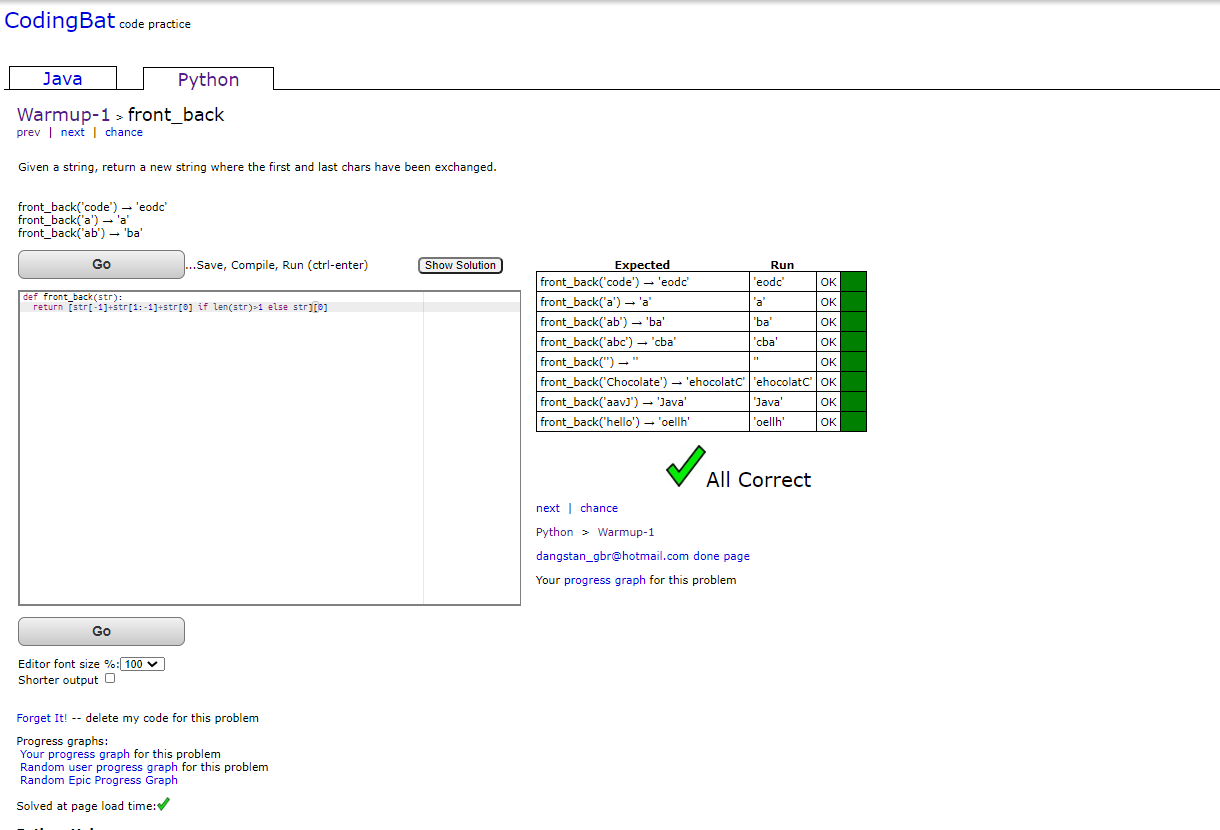 CodingBat code practice
Java
Python
Warmup-1 > front_back
prev | next | chance
Given a string, return a new string where the first and last chars have been exchanged.
front_back('code') → 'eodc'
front_back('a') → 'a'
front_back('ab') → 'ba'
Go
...Save, Compile, Run (ctrl-enter)
Show Solution
def front_back(str):
return [str[-1]+str[1:-1]+str[0] if len(str)>1 else str][0]
Expected Run
front_back('code') → 'eodc' 'eodc' OK
front_back('a') → 'a' 'a' OK
front_back('ab') → 'ba' 'ba' OK
front_back('abc') → 'cba' 'cba' OK
front_back('') → '' '' OK
front_back('Chocolate') → 'ehocolatC' 'ehocolatC' OK
front_back('aavJ') → 'Java' 'Java' OK
front_back('hello') → 'oellh' 'oellh' OK
All Correct
next | chance
Python > Warmup-1
dangstan_gbr@hotmail.com done page
Your progress graph for this problem
Go
Editor font size %: 100
Shorter output
Forget It! -- delete my code for this problem
Progress graphs:
Your progress graph for this problem
Random user progress graph for this problem
Random Epic Progress Graph
Solved at page load time: